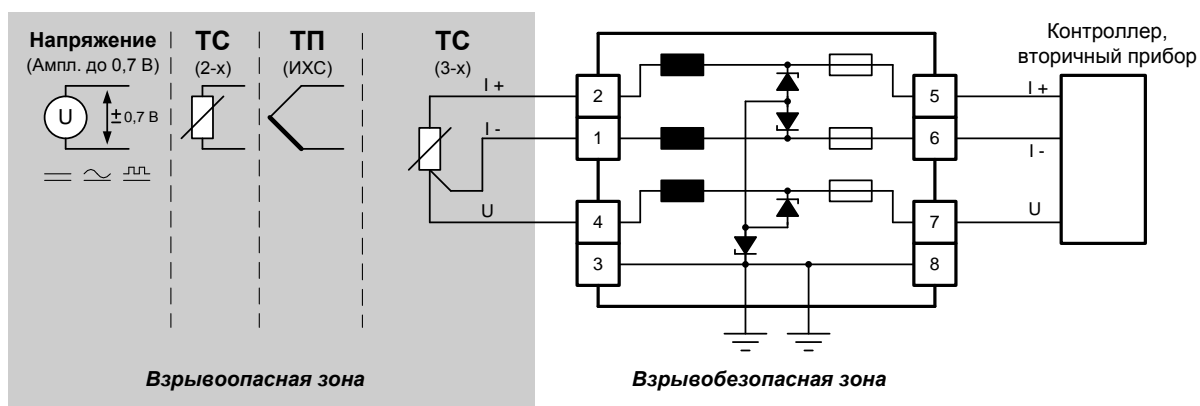 Напряжение
(Ампл. до 0,7 В)
U
± 0,7 В
ТС
(2-х)
ТП
(ИХС)
ТС
(3-х)
I +
I -
U
2
1
4
3
5
6
7
8
I +
I -
U
Контроллер,
вторичный прибор
Взрывоопасная зона
Взрывобезопасная зона